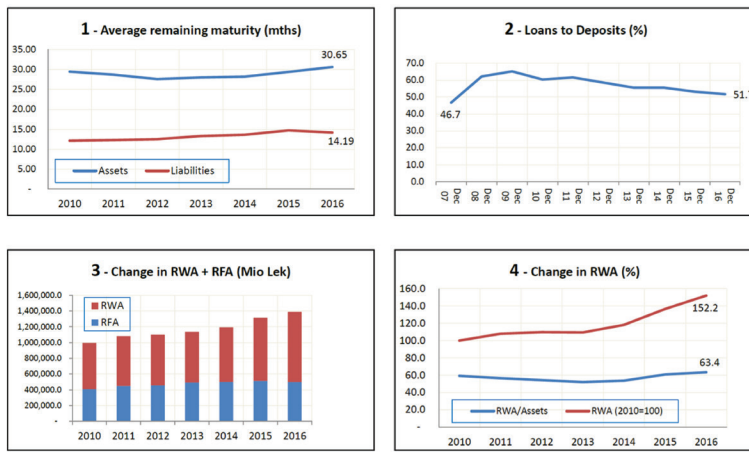 1 - Average remaining maturity (mths)
35.00
30.00
25.00
20.00
15.00
10.00
5.00
-
30.65
14.19
Assets
Liabilities
2010 2011 2012 2013 2014 2015 2016
2 - Loans to Deposits (%)
70.0
60.0
50.0
40.0
30.0
20.0
10.0
0.0
46.7
51.7
07 Dec
08 Dec
09 Dec
10 Dec
11 Dec
12 Dec
13 Dec
14 Dec
15 Dec
16 Dec
3 - Change in RWA + RFA (Mio Lek)
1,600,000.0
1,400,000.0
1,200,000.0
1,000,000.0
800,000.0
600,000.0
400,000.0
200,000.0
-
RWA
RFA
2010 2011 2012 2013 2014 2015 2016
4 - Change in RWA (%)
160.0
140.0
120.0
100.0
80.0
60.0
40.0
20.0
-
152.2
63.4
RWA/Assets
RWA (2010=100)
2010 2011 2012 2013 2014 2015 2016